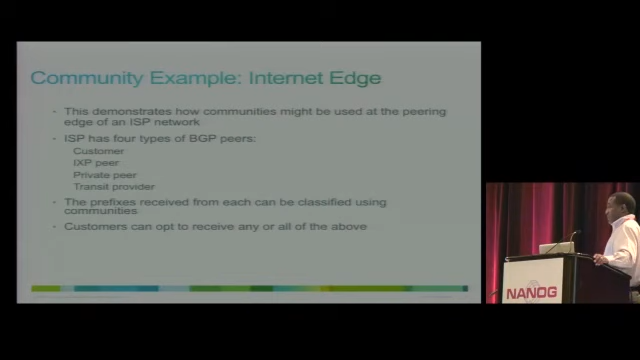 Community Example: Internet Edge
• This demonstrates how communities might be used at the peering
edge of an ISP network
• ISP has four types of BGP peers:
Customer
IXP peer
Private peer
Transit provider
• The prefixes received from each can be classified using
communities
• Customers can opt to receive any or all of the above
NANOG